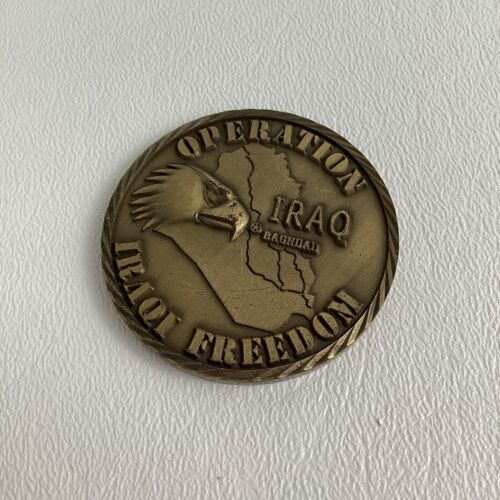 OPERATION
IRAQ
BAGHDAD
IRAQI FREEDOM